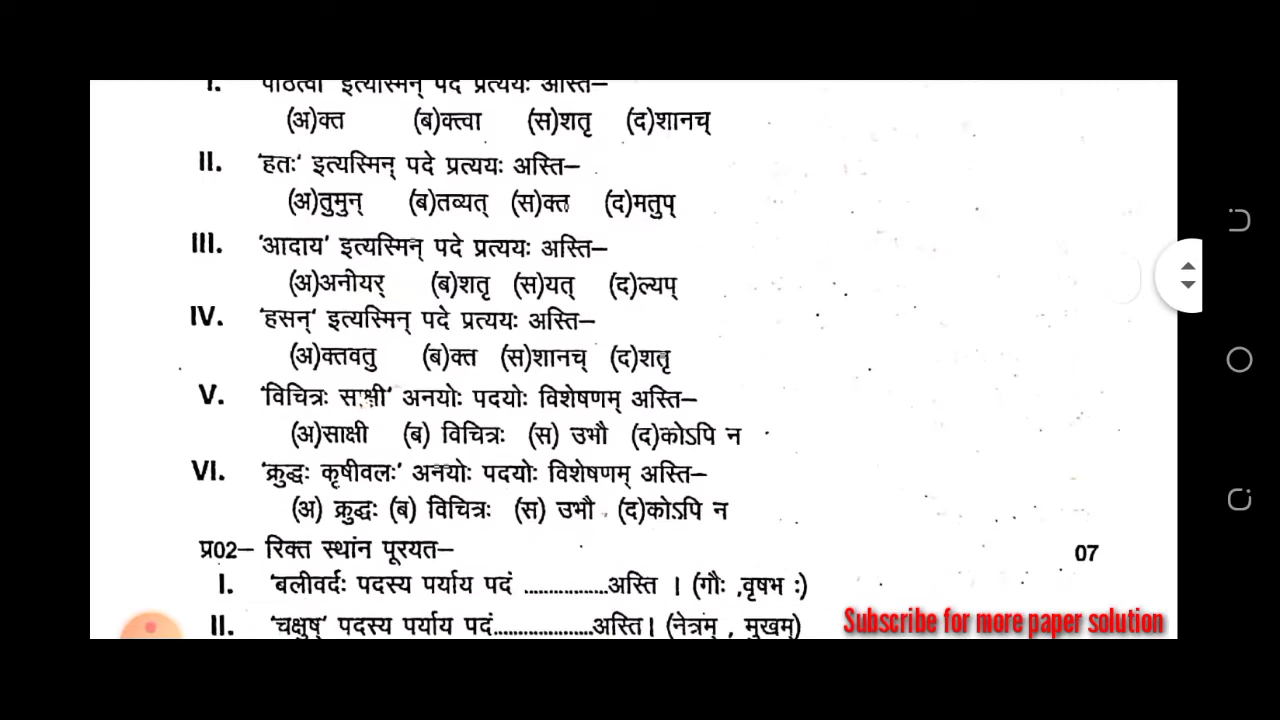 I. पठित्वा इत्यस्मिन् पदे प्रत्ययः अस्ति–
(अ)क्त (ब)क्त्वा (स)शतृ (द)शानच्
II. 'हतः' इत्यस्मिन् पदे प्रत्ययः अस्ति–
(अ)तुमुन् (ब)तव्यत् (स)क्त (द)मतुप्
III. 'आदाय' इत्यस्मिन् पदे प्रत्ययः अस्ति–
(अ)अनीयर् (ब)शतृ (स)यत् (द)ल्यप्
IV. 'हसन्' इत्यस्मिन् पदे प्रत्ययः अस्ति–
(अ)क्तवतु (ब)क्त (स)शानच् (द)शतृ
V. 'विचित्रः साक्षी' अनयोः पदयोः विशेषणम् अस्ति–
(अ)साक्षी (ब) विचित्रः (स) उभौ (द)कोऽपि न
VI. 'क्रुद्धः कृषीवलः' अनयोः पदयोः विशेषणम् अस्ति–
(अ) क्रुद्धः (ब) विचित्रः (स) उभौ (द)कोऽपि न
प्र02– रिक्त स्थांन पूरयत– 07
I. 'बलीवर्दः पदस्य पर्याय पदं ..................अस्ति । (गौः ,वृषभ :)
II. 'चक्षुष्' पदस्य पर्याय पदं.....................अस्ति। (नेत्रम् , मुखम्)
Subscribe for more paper solution